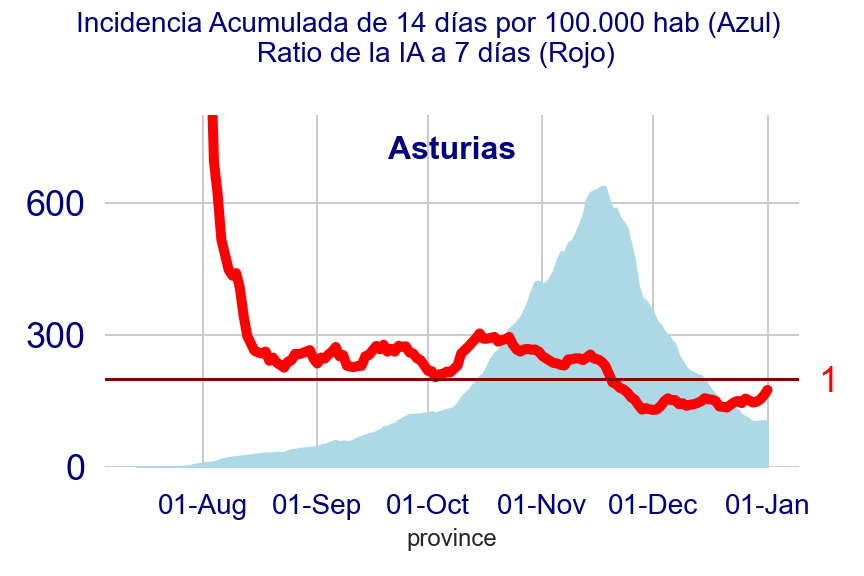 Incidencia Acumulada de 14 días por 100.000 hab (Azul)
Ratio de la IA a 7 días (Rojo)
Asturias
600
300
1
0
01-Aug 01-Sep 01-Oct 01-Nov 01-Dec 01-Jan
province